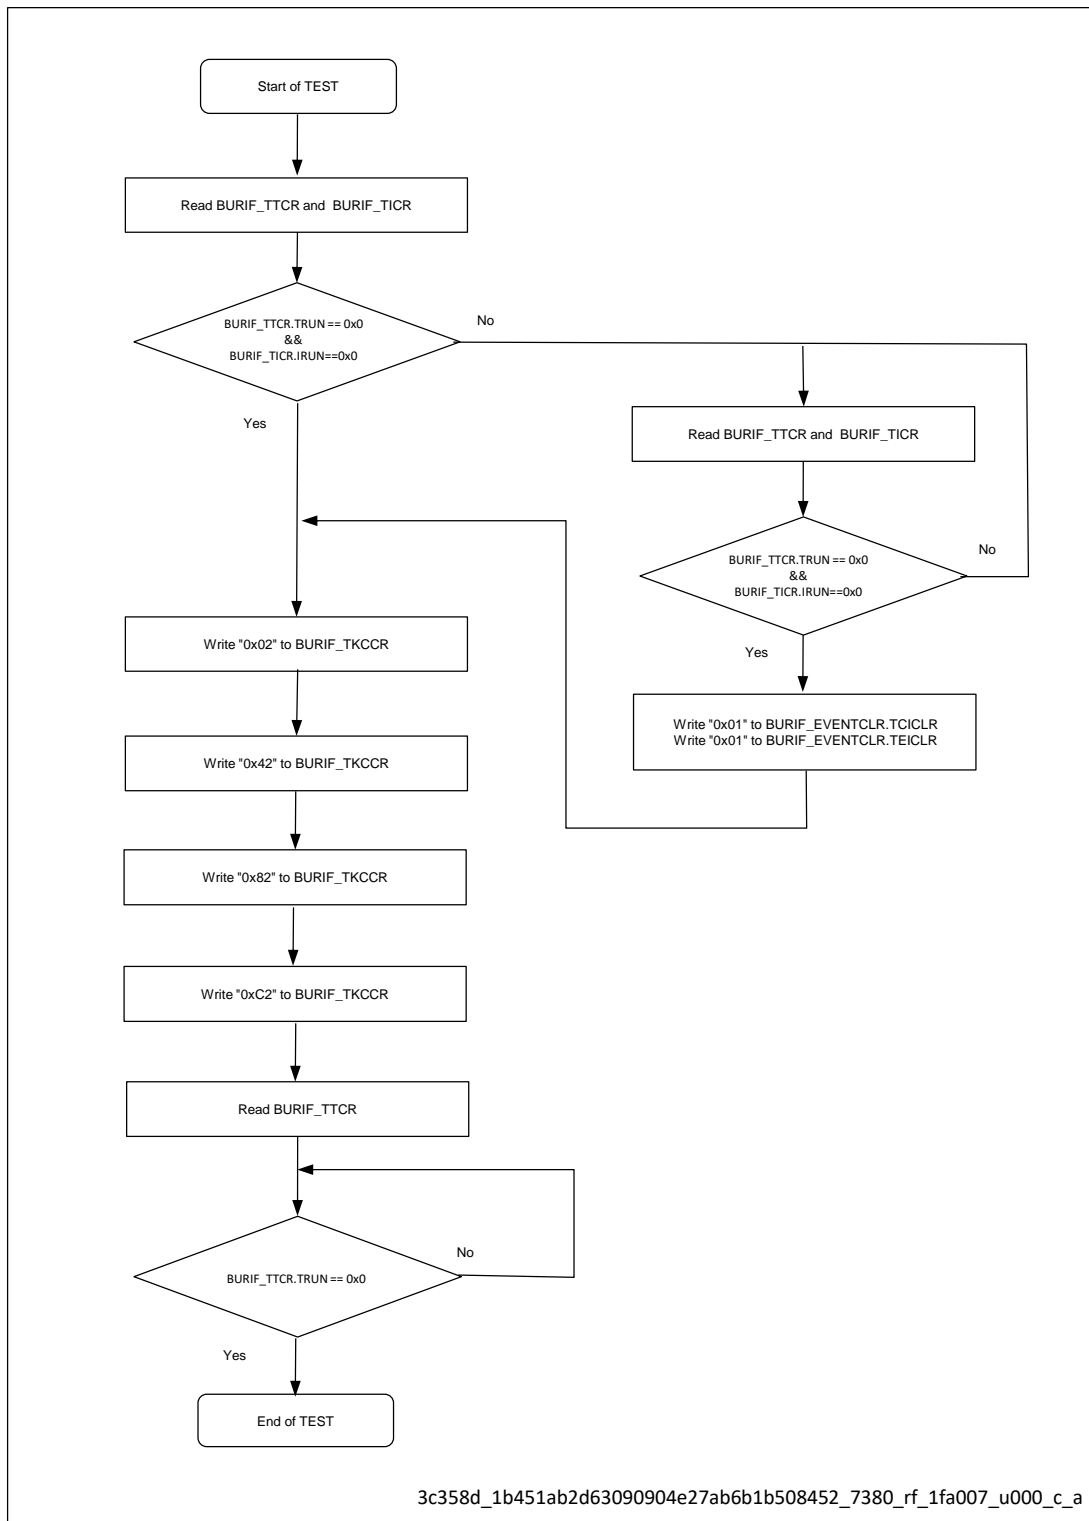 Start of TEST
Read BURIF_TTCR and  BURIF_TICR
BURIF_TTCR.TRUN == 0x0
&&
BURIF_TICR.IRUN==0x0
No
Yes
Read BURIF_TTCR and  BURIF_TICR
BURIF_TTCR.TRUN == 0x0
&&
BURIF_TICR.IRUN==0x0
No
Yes
Write "0x01" to BURIF_EVENTCLR.TCICLR
Write "0x01" to BURIF_EVENTCLR.TEICLR
Write "0x02" to BURIF_TKCCR
Write "0x42" to BURIF_TKCCR
Write "0x82" to BURIF_TKCCR
Write "0xC2" to BURIF_TKCCR
Read BURIF_TTCR
BURIF_TTCR.TRUN == 0x0
No
Yes
End of TEST
3c358d_1b451ab2d63090904e27ab6b1b508452_7380_rf_1fa007_u000_c_a